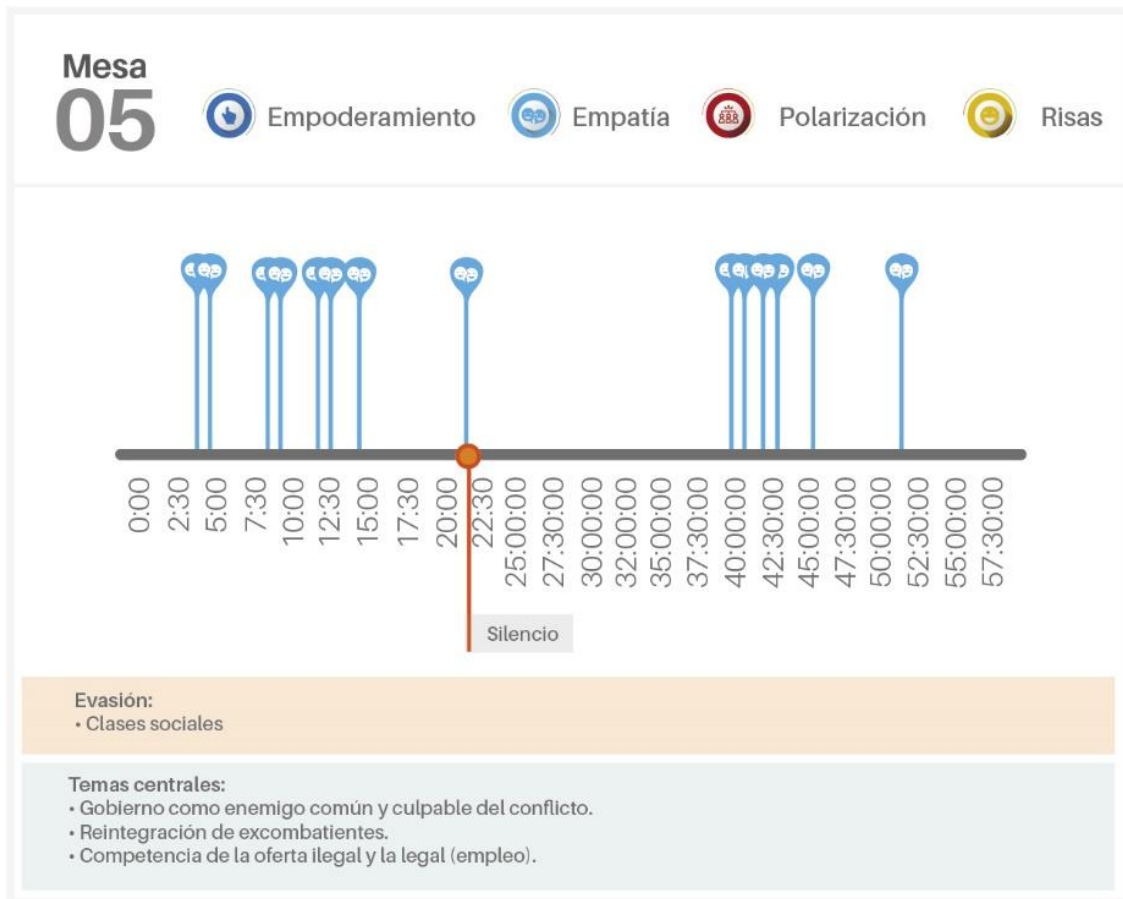 Mesa
05
Empoderamiento
Empatía
Polarización
Risas
0:00
2:30
5:00
7:30
10:00
12:30
15:00
17:30
20:00
22:30
25:00:00
27:30:00
30:00:00
32:00:00
35:00:00
37:30:00
40:00:00
42:30:00
45:00:00
47:30:00
50:00:00
52:30:00
55:00:00
57:30:00
Silencio
Evasión:
• Clases sociales
Temas centrales:
• Gobierno como enemigo común y culpable del conflicto.
• Reintegración de excombatientes.
• Competencia de la oferta ilegal y la legal (empleo).